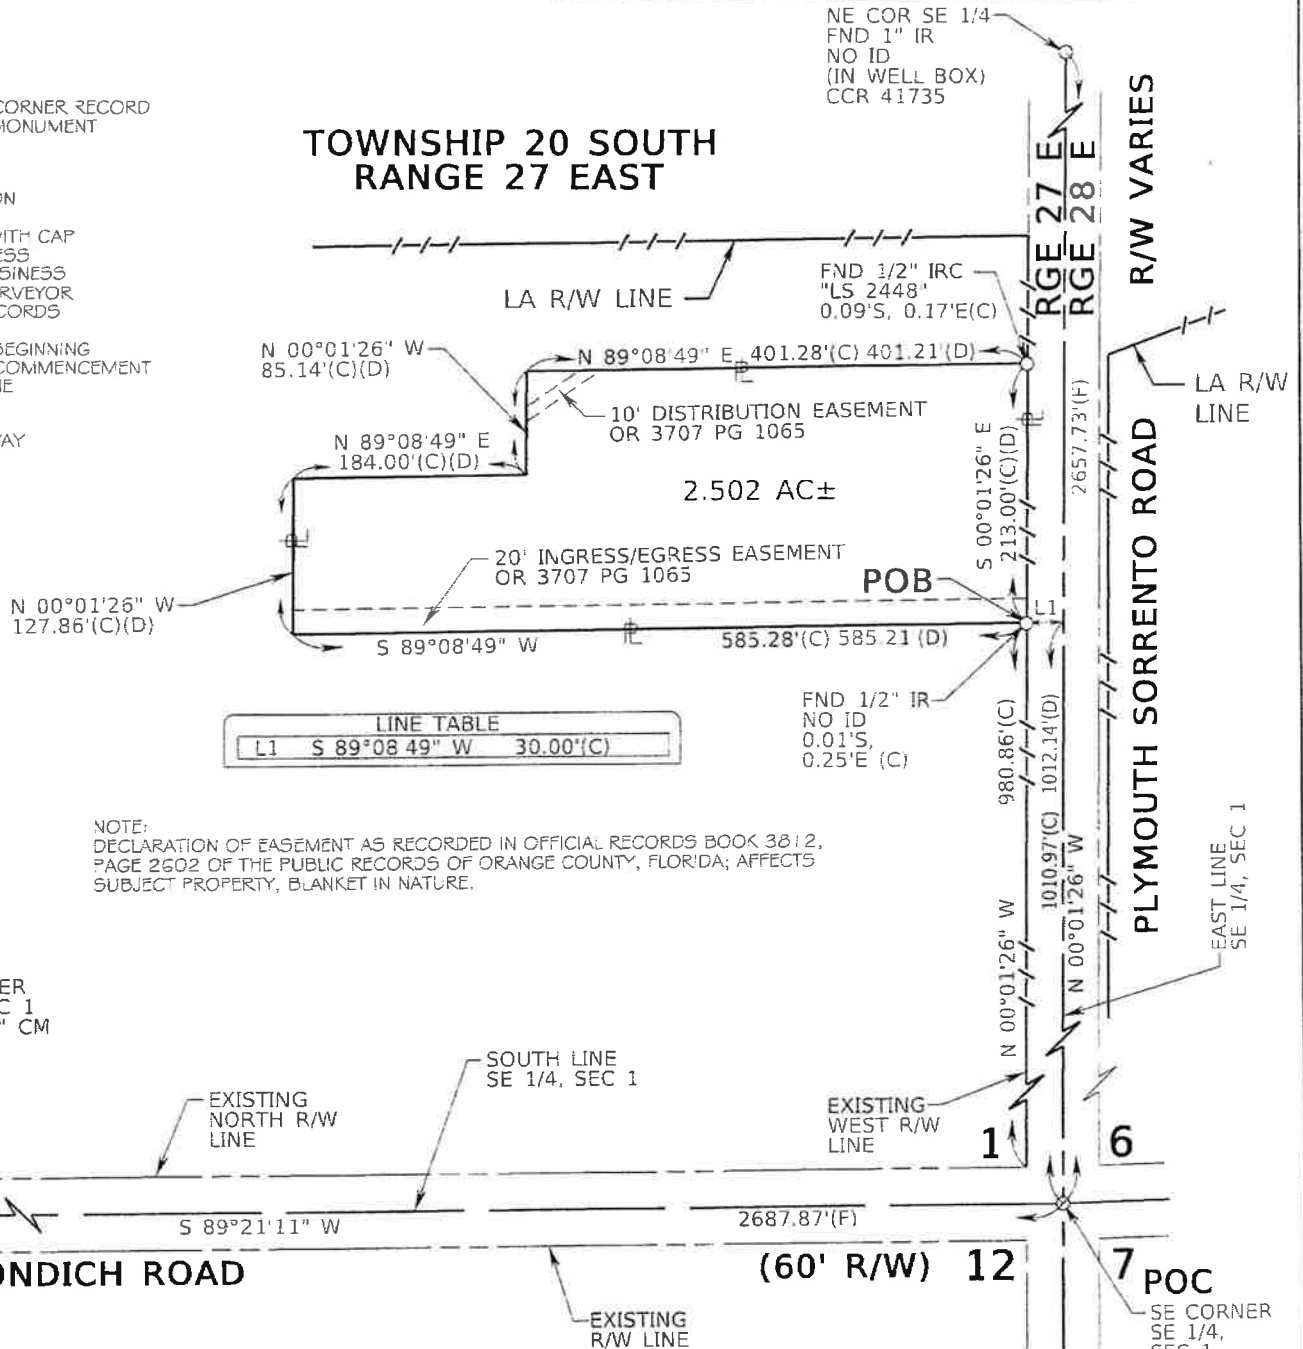 NE COR SE 1/4
FND 1" IR
NO ID
(IN WELL BOX)
CCR 41735
CORNER RECORD
MONUMENT
TOWNSHIP 20 SOUTH
RANGE 27 EAST
ON
WITH CAP
ESS
SINESS
RVEYOR
CORDS
BEGINNING
COMMENCEMENT
NE
AY
RGE 27 E
RGE 28 E
R/W VARIES
LA R/W LINE
FND 1/2" IRC
"LS 2448"
0.09'S, 0.17'E(C)
N 00°01'26" W
85.14'(C)(D)
N 89°08'49" E 401.28'(C) 401.21'(D)
10' DISTRIBUTION EASEMENT
OR 3707 PG 1065
LA R/W
LINE
N 89°08'49" E
184.00'(C)(D)
2.502 AC±
S 00°01'26" E
213.00'(C)(D)
2657.73'(F)
PLYMOUTH SORRENTO ROAD
20' INGRESS/EGRESS EASEMENT
OR 3707 PG 1065
POB
L1
N 00°01'26" W
127.86'(C)(D)
S 89°08'49" W 585.28'(C) 585.21 (D)
FND 1/2" IR
NO ID
0.01'S,
0.25'E (C)
LINE TABLE
L1 S 89°08 49" W 30.00'(C)
980.86'(C)
1012.14'(D)
1010.97'(C)
N 00°01'26" W
N 00°01'26" W
NOTE:
DECLARATION OF EASEMENT AS RECORDED IN OFFICIAL RECORDS BOOK 3812,
PAGE 2602 OF THE PUBLIC RECORDS OF ORANGE COUNTY, FLORIDA; AFFECTS
SUBJECT PROPERTY, BLANKET IN NATURE.
EAST LINE
SE 1/4, SEC 1
ER
C 1
" CM
SOUTH LINE
SE 1/4, SEC 1
EXISTING
NORTH R/W
LINE
EXISTING
WEST R/W
LINE
1 6
S 89°21'11" W 2687.87'(F)
ONDICH ROAD (60' R/W) 12 7
POC
SE CORNER
SE 1/4,
SEC 1
EXISTING
R/W LINE